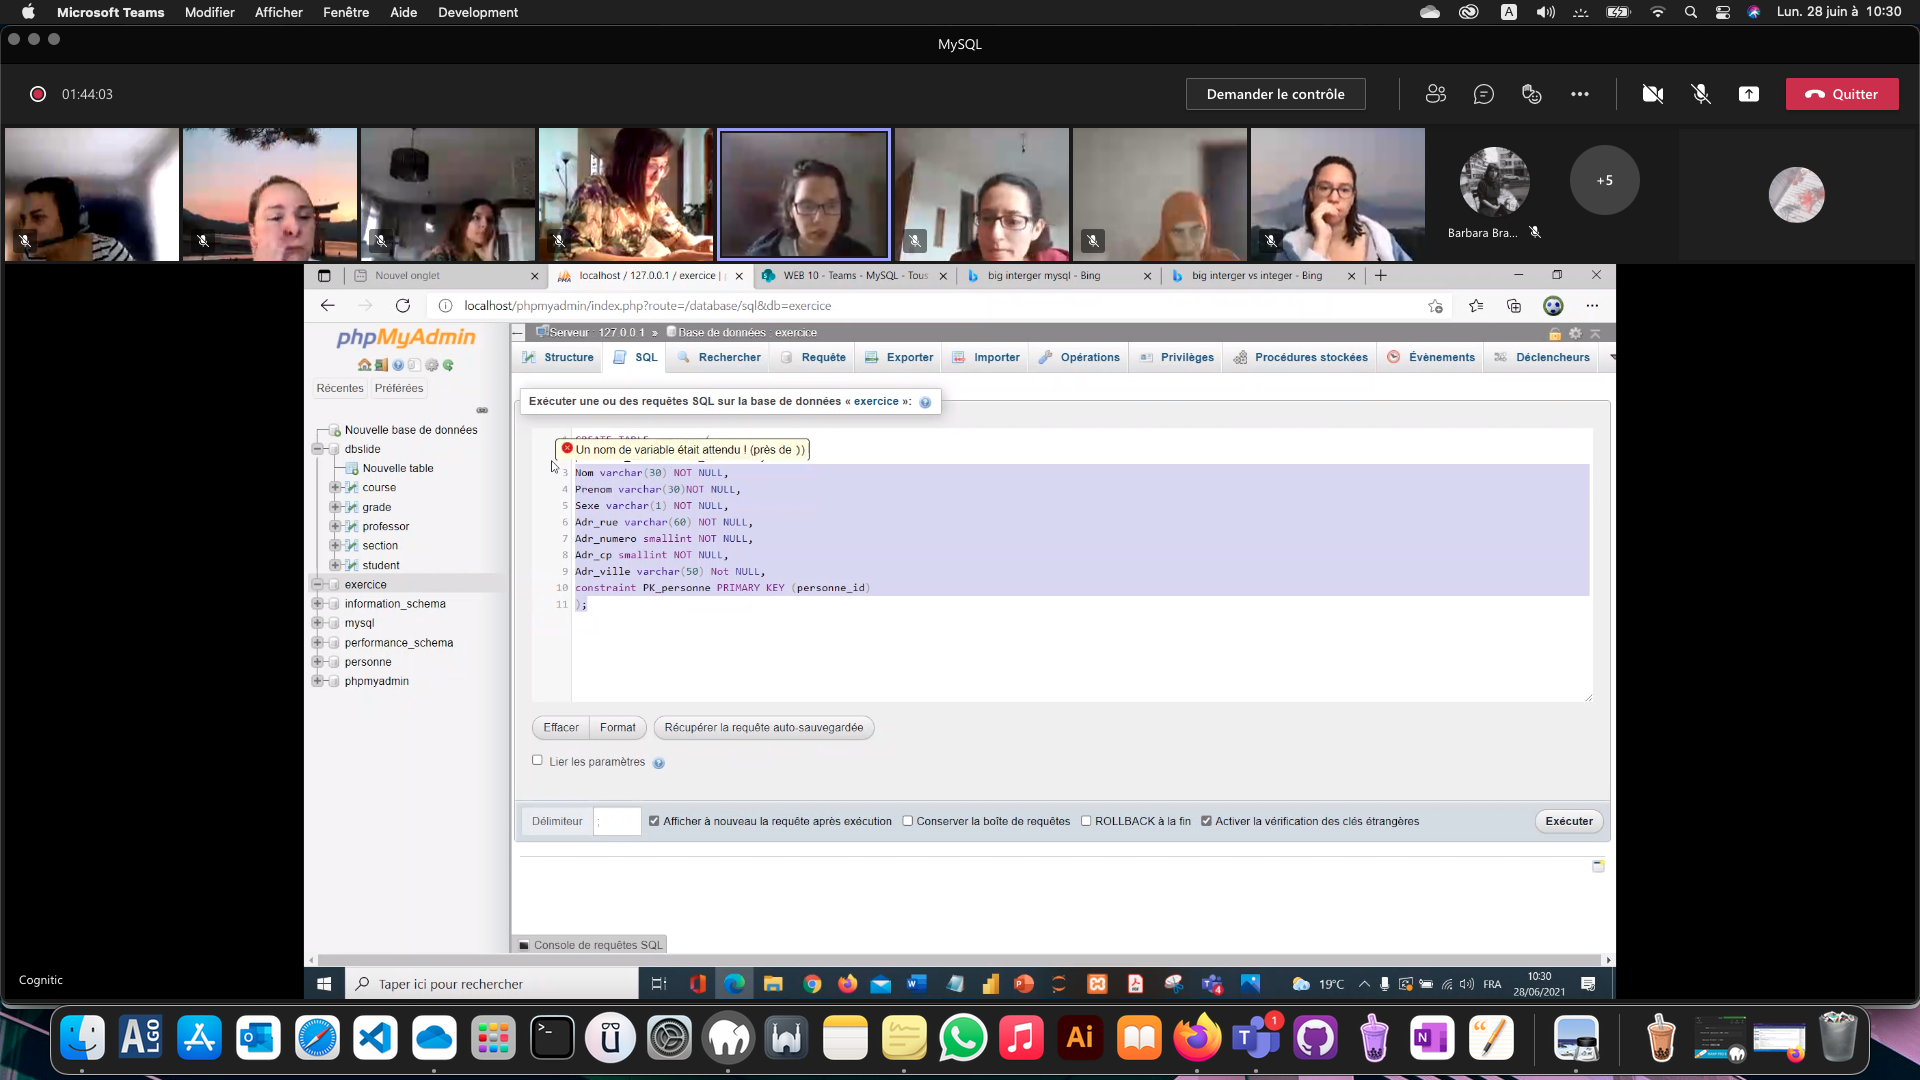 Microsoft Teams Modifier Afficher Fenêtre Aide Development
A Lun. 28 juin à 10:30
MySQL
01:44:03
Demander le contrôle
Quitter
+5
Barbara Bra...
Nouvel onglet
localhost / 127.0.0.1 / exercice |
WEB 10 - Teams - MySQL - Tous
big interger mysql - Bing
big interger vs integer - Bing
localhost/phpmyadmin/index.php?route=/database/sql&db=exercice
phpMyAdmin
Récentes Préférées
Nouvelle base de données
dbslide
Nouvelle table
course
grade
professor
section
student
exercice
information_schema
mysql
performance_schema
personne
phpmyadmin
Serveur : 127.0.0.1 » Base de données : exercice
Structure SQL Rechercher Requête Exporter Importer Opérations Privilèges Procédures stockées Évènements Déclencheurs
Exécuter une ou des requêtes SQL sur la base de données « exercice »:
Un nom de variable était attendu ! (près de ))
3 Nom varchar(30) NOT NULL,
4 Prenom varchar(30)NOT NULL,
5 Sexe varchar(1) NOT NULL,
6 Adr_rue varchar(60) NOT NULL,
7 Adr_numero smallint NOT NULL,
8 Adr_cp smallint NOT NULL,
9 Adr_ville varchar(50) Not NULL,
10 constraint PK_personne PRIMARY KEY (personne_id)
11 );
Effacer Format Récupérer la requête auto-sauvegardée
Lier les paramètres
Délimiteur ; Afficher à nouveau la requête après exécution Conserver la boîte de requêtes ROLLBACK à la fin Activer la vérification des clés étrangères Exécuter
Console de requêtes SQL
Cognitic
Taper ici pour rechercher
19°C
FRA
10:30
28/06/2021
ALGO
Ai
1